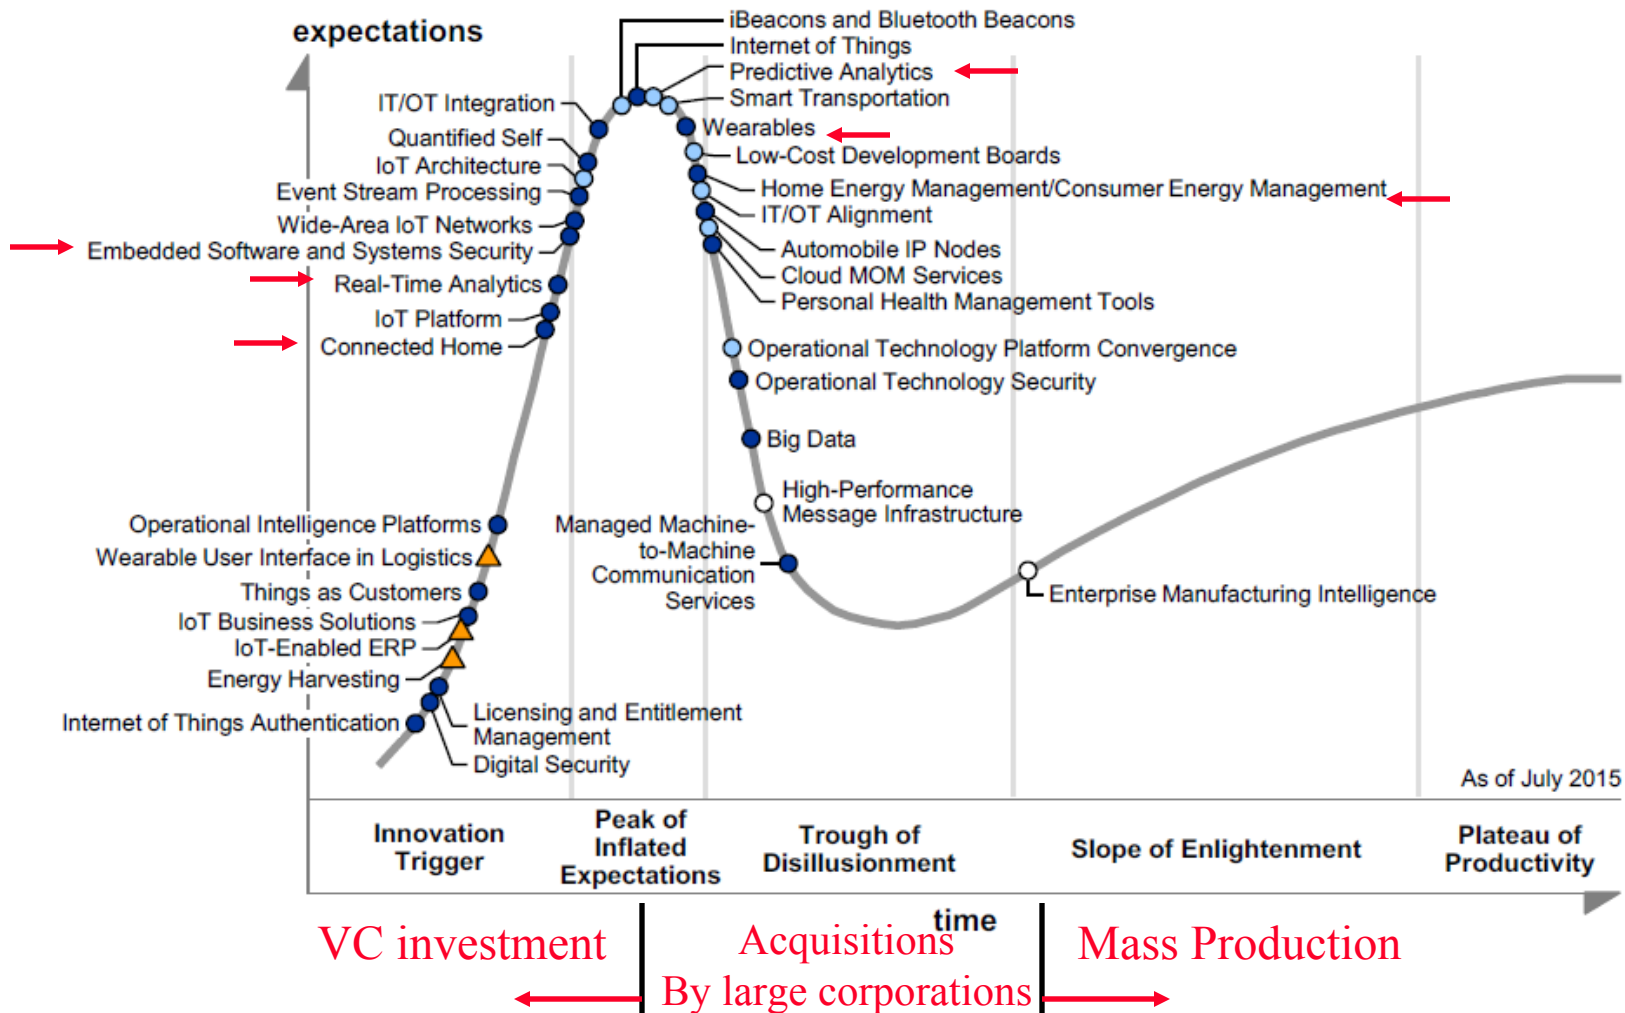 expectations
iBeacons and Bluetooth Beacons
Internet of Things
Predictive Analytics
Smart Transportation
Wearables
Low-Cost Development Boards
Home Energy Management/Consumer Energy Management
IT/OT Alignment
Automobile IP Nodes
Cloud MOM Services
Personal Health Management Tools
Operational Technology Platform Convergence
Operational Technology Security
Big Data
High-Performance
Message Infrastructure
Managed Machine-
to-Machine
Communication
Services
Enterprise Manufacturing Intelligence
IT/OT Integration
Quantified Self
IoT Architecture
Event Stream Processing
Wide-Area IoT Networks
Embedded Software and Systems Security
Real-Time Analytics
IoT Platform
Connected Home
Operational Intelligence Platforms
Wearable User Interface in Logistics
Things as Customers
IoT Business Solutions
IoT-Enabled ERP
Energy Harvesting
Internet of Things Authentication
Licensing and Entitlement
Management
Digital Security
As of July 2015
Innovation
Trigger
Peak of
Inflated
Expectations
Trough of
Disillusionment
Slope of Enlightenment
Plateau of
Productivity
time
VC investment
Acquisitions
By large corporations
Mass Production